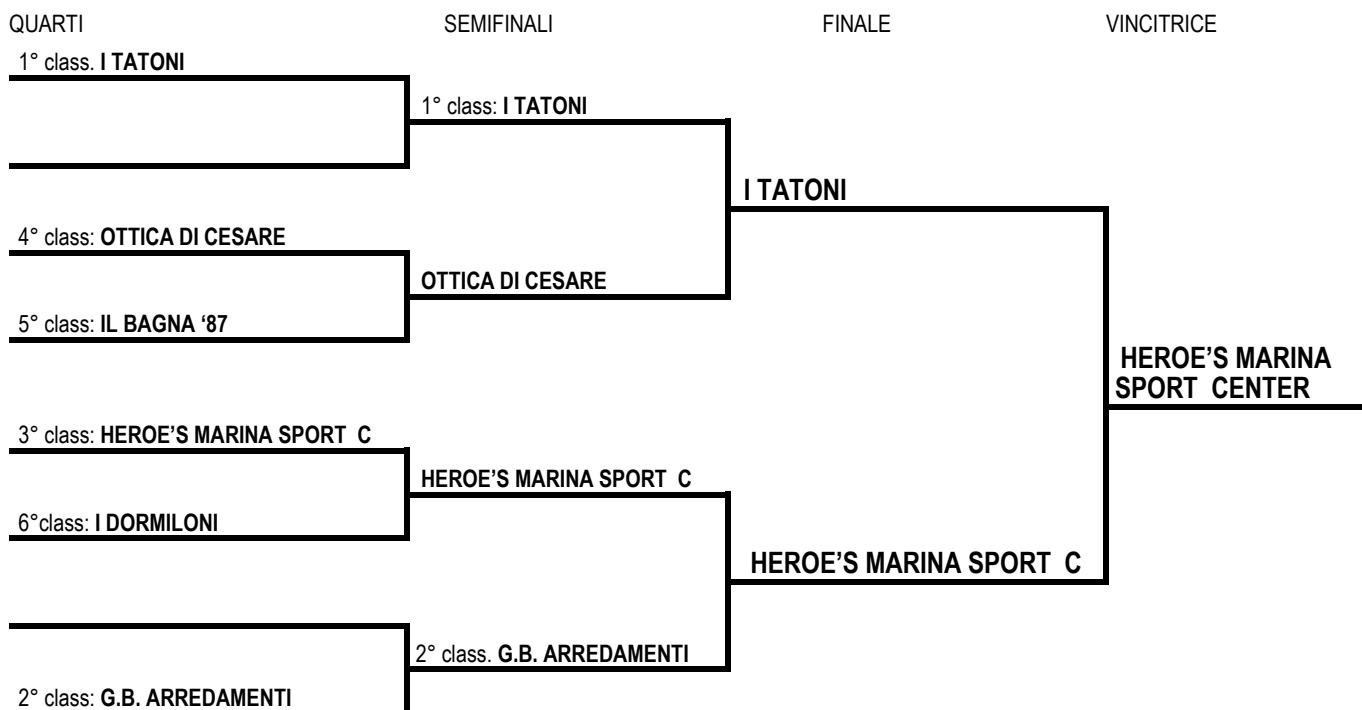 QUARTI SEMIFINALI FINALE VINCITRICE
1° class. I TATONI
1° class: I TATONI
I TATONI
4° class: OTTICA DI CESARE
OTTICA DI CESARE
5° class: IL BAGNA ‘87
HEROE’S MARINA
SPORT CENTER
3° class: HEROE’S MARINA SPORT C
HEROE’S MARINA SPORT C
6°class: I DORMILONI
HEROE’S MARINA SPORT C
2° class. G.B. ARREDAMENTI
2° class: G.B. ARREDAMENTI